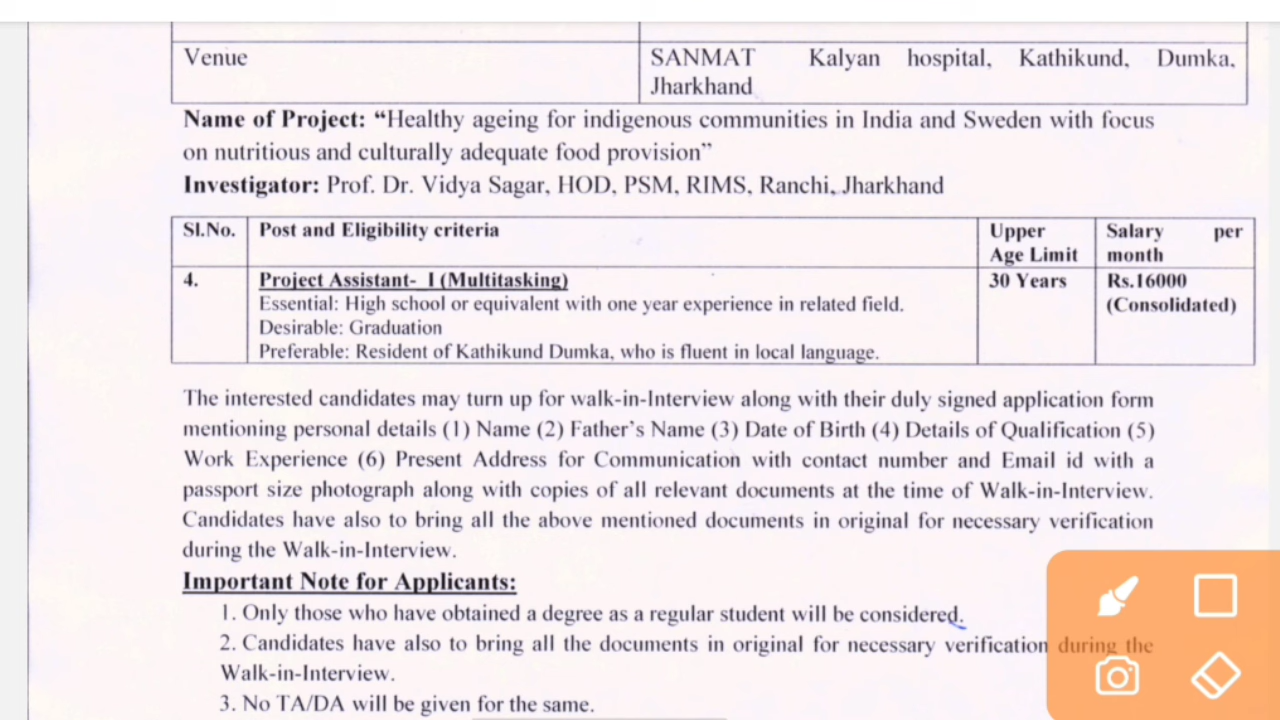 Venue
SANMAT Kalyan hospital, Kathikund, Dumka,
Jharkhand
Name of Project: “Healthy ageing for indigenous communities in India and Sweden with focus
on nutritious and culturally adequate food provision”
Investigator: Prof. Dr. Vidya Sagar, HOD, PSM, RIMS, Ranchi, Jharkhand
Sl.No. Post and Eligibility criteria Upper Salary per
Age Limit month
4. Project Assistant- I (Multitasking) 30 Years Rs.16000
Essential: High school or equivalent with one year experience in related field. (Consolidated)
Desirable: Graduation
Preferable: Resident of Kathikund Dumka, who is fluent in local language.
The interested candidates may turn up for walk-in-Interview along with their duly signed application form
mentioning personal details (1) Name (2) Father’s Name (3) Date of Birth (4) Details of Qualification (5)
Work Experience (6) Present Address for Communication with contact number and Email id with a
passport size photograph along with copies of all relevant documents at the time of Walk-in-Interview.
Candidates have also to bring all the above mentioned documents in original for necessary verification
during the Walk-in-Interview.
Important Note for Applicants:
1. Only those who have obtained a degree as a regular student will be considered.
2. Candidates have also to bring all the documents in original for necessary verification during the
Walk-in-Interview.
3. No TA/DA will be given for the same.